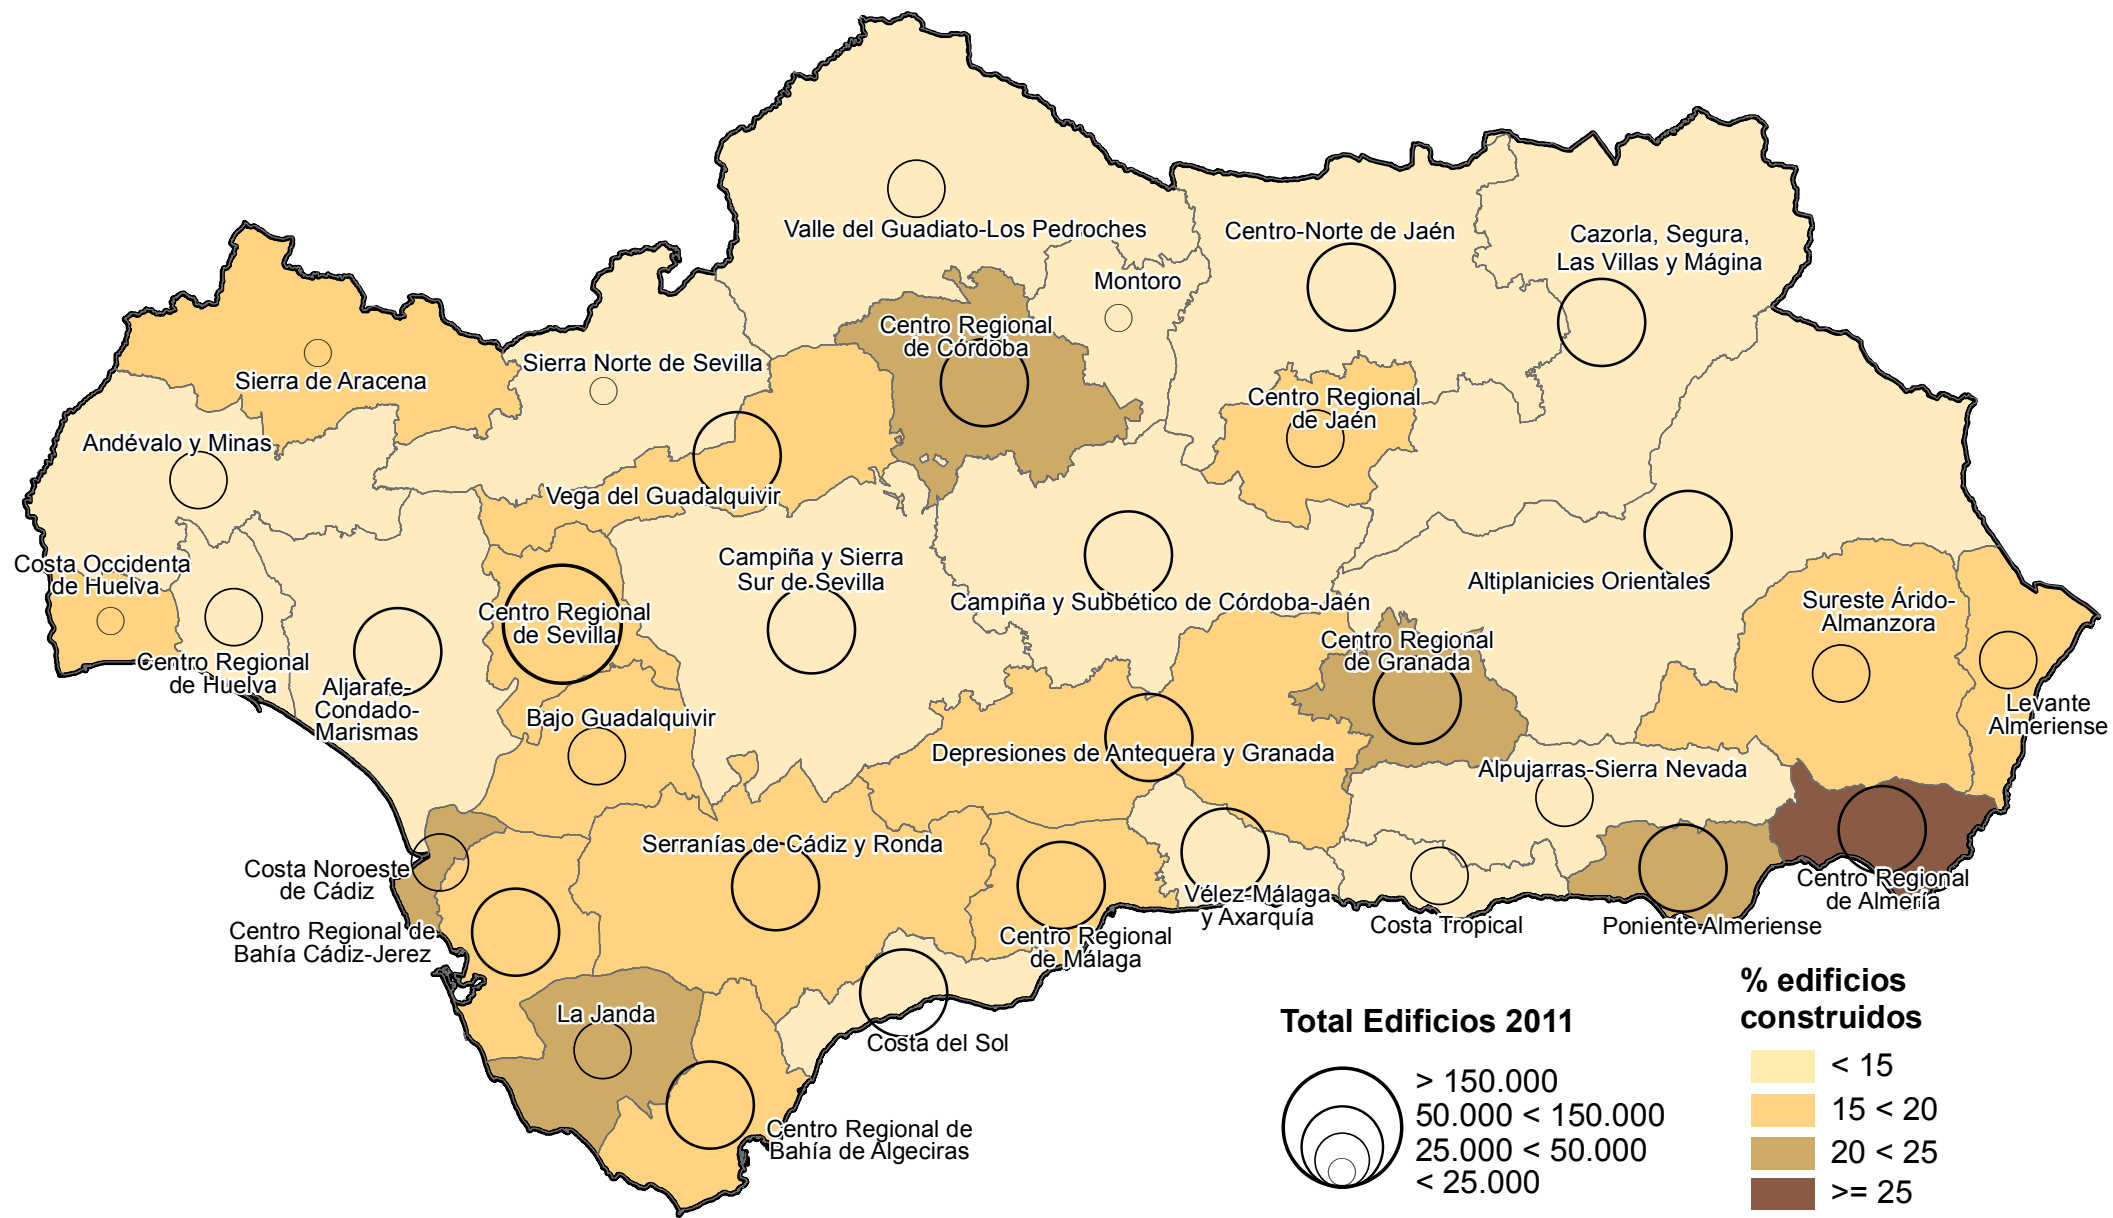 Valle del Guadiato-Los Pedroches
Centro-Norte de Jaén
Cazorla, Segura,
Las Villas y Mágina
Montoro
Centro Regional
de Córdoba
Sierra de Aracena
Sierra Norte de Sevilla
Centro Regional
de Jaén
Andévalo y Minas
Vega del Guadalquivir
Costa Occidenta
de Huelva
Campiña y Sierra
Sur de Sevilla
Altiplanicies Orientales
Campiña y Subbético de Córdoba-Jaén
Sureste Árido-
Almanzora
Centro Regional
de Sevilla
Centro Regional
de Granada
Centro Regional
de Huelva
Aljarafe-
Condado-
Marismas
Bajo Guadalquivir
Levante
Almeriense
Depresiones de Antequera y Granada
Alpujarras-Sierra Nevada
Serranías de Cádiz y Ronda
Costa Noroeste
de Cádiz
Vélez-Málaga
y Axarquía
Centro Regional
de Almería
Costa Tropical
Poniente Almeriense
Centro Regional de
Bahía Cádiz-Jerez
Centro Regional
de Málaga
La Janda
Costa del Sol
Centro Regional de
Bahía de Algeciras
Total Edificios 2011
> 150.000
50.000 < 150.000
25.000 < 50.000
< 25.000
% edificios
construidos
< 15
15 < 20
20 < 25
>= 25